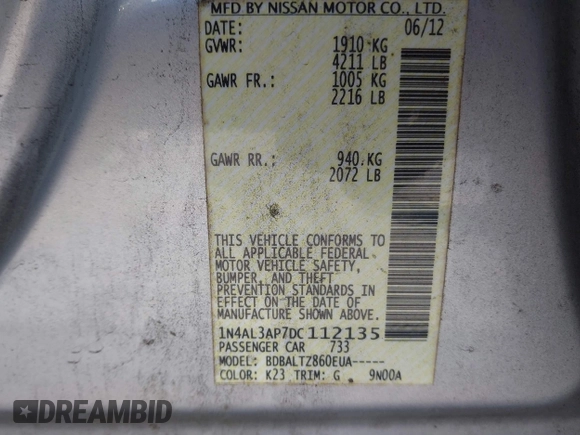 MFD BY NISSAN MOTOR CO., LTD.
DATE: 06/12
GVWR: 1910 KG
4211 LB
GAWR FR.: 1005 KG
2216 LB
GAWR RR.: 940.KG
2072 LB
THIS VEHICLE CONFORMS TO
ALL APPLICABLE FEDERAL
MOTOR VEHICLE SAFETY,
BUMPER, AND THEFT
PREVENTION STANDARDS IN
EFFECT ON THE DATE OF
MANUFACTURE SHOWN ABOVE.
1N4AL3AP7DC112135
PASSENGER CAR 733
MODEL: BDBALTZ860EUA-----
COLOR: K23 TRIM: G 9N00A
DREAMBID
dreambid.com